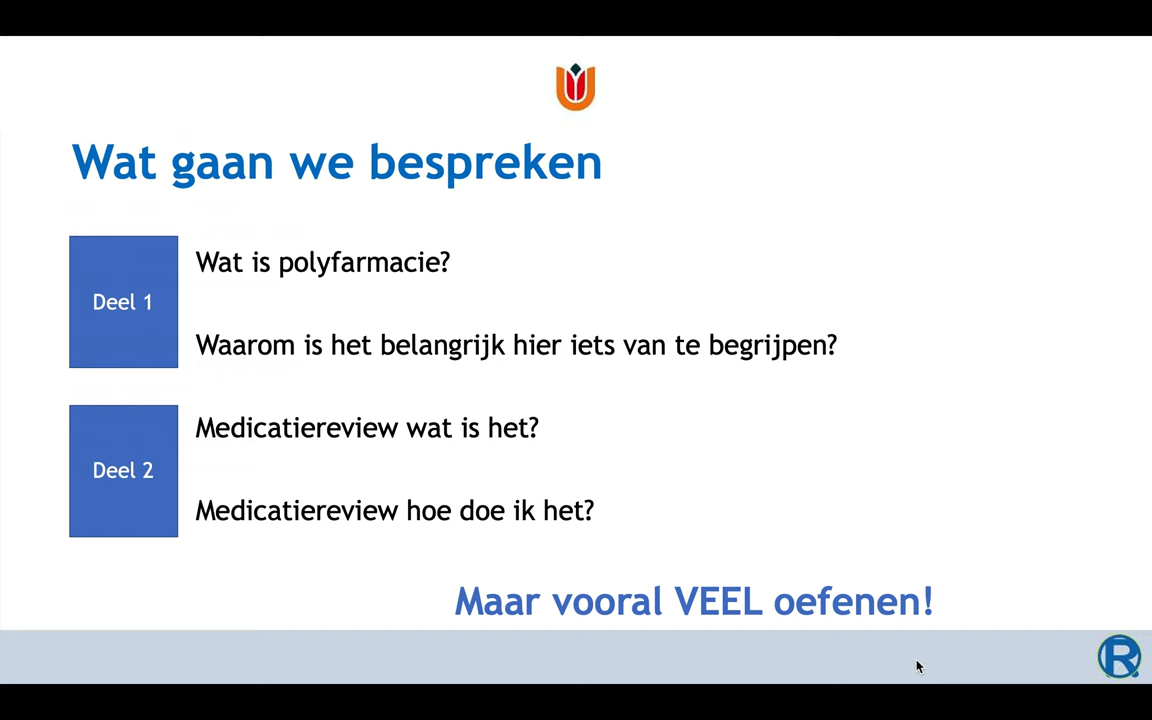 Wat gaan we bespreken
Deel 1
Wat is polyfarmacie?
Waarom is het belangrijk hier iets van te begrijpen?
Deel 2
Medicatiereview wat is het?
Medicatiereview hoe doe ik het?
Maar vooral VEEL oefenen!
R